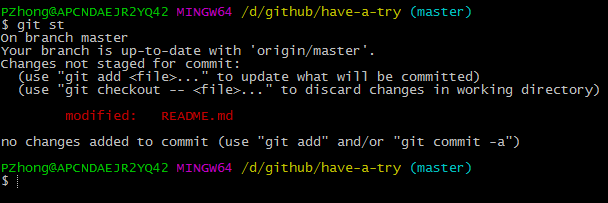 PZhong@APCNDAEJR2YQ42 MINGW64 /d/github/have-a-try (master)
$ git st
On branch master
Your branch is up-to-date with 'origin/master'.
Changes not staged for commit:
  (use "git add <file>..." to update what will be committed)
  (use "git checkout -- <file>..." to discard changes in working directory)
        modified:   README.md
no changes added to commit (use "git add" and/or "git commit -a")
PZhong@APCNDAEJR2YQ42 MINGW64 /d/github/have-a-try (master)
$